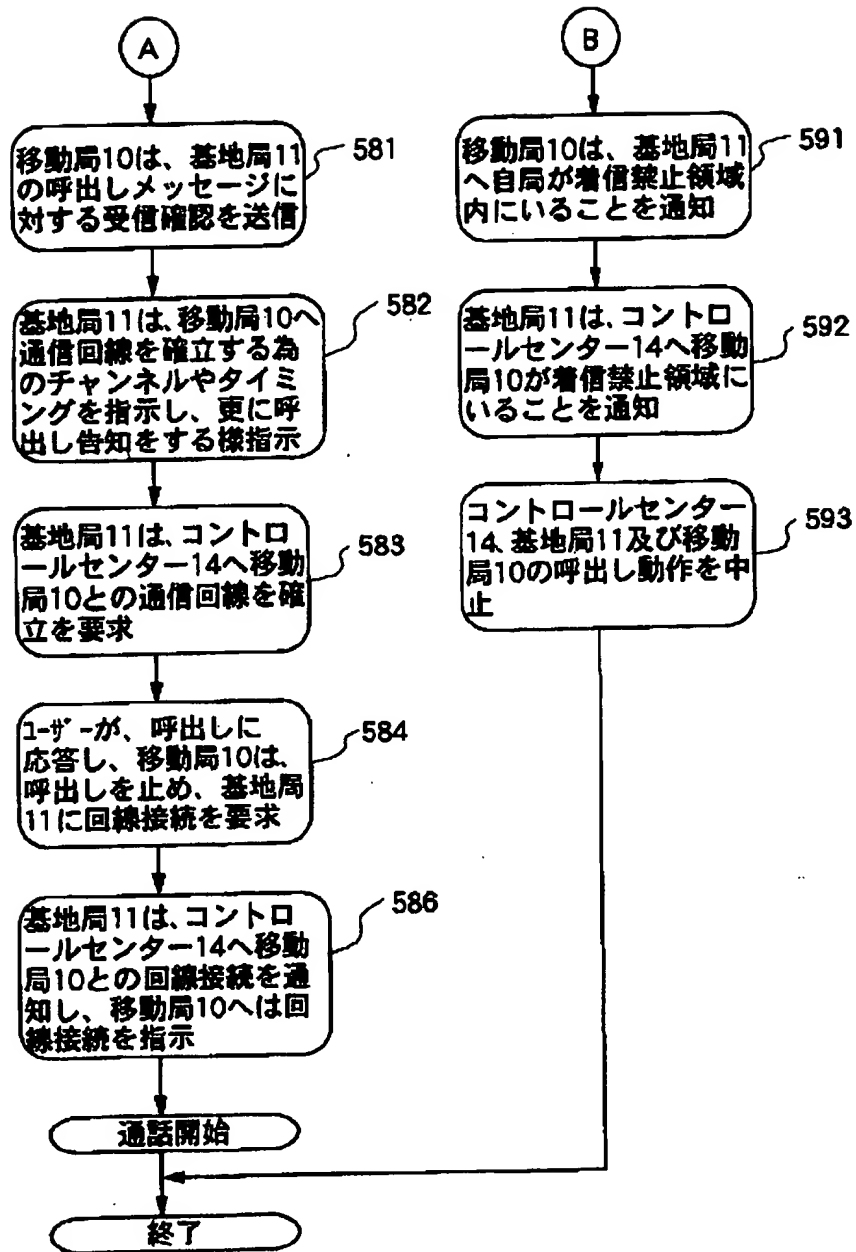 A
移動局10は、基地局11
の呼出しメッセージに
対する受信確認を送信
581
基地局11は、移動局10へ
通信回線を確立する為
のチャンネルやタイミ
ングを指示し、更に呼
出し告知をする様指示
582
基地局11は、コントロ
ールセンター14へ移動
局10との通信回線を確
立を要求
583
ﾕｰｻﾞｰが、呼出しに
応答し、移動局10は、
呼出しを止め、基地局
11に回線接続を要求
584
基地局11は、コントロ
ールセンター14へ移動
局10との回線接続を通
知し、移動局10へは回
線接続を指示
586
通話開始
終了
B
移動局10は、基地局11
へ自局が着信禁止領域
内にいることを通知
591
基地局11は、コントロ
ールセンター14へ移動
局10が着信禁止領域に
いることを通知
592
コントロールセンター
14、基地局11及び移動
局10の呼出し動作を中
止
593